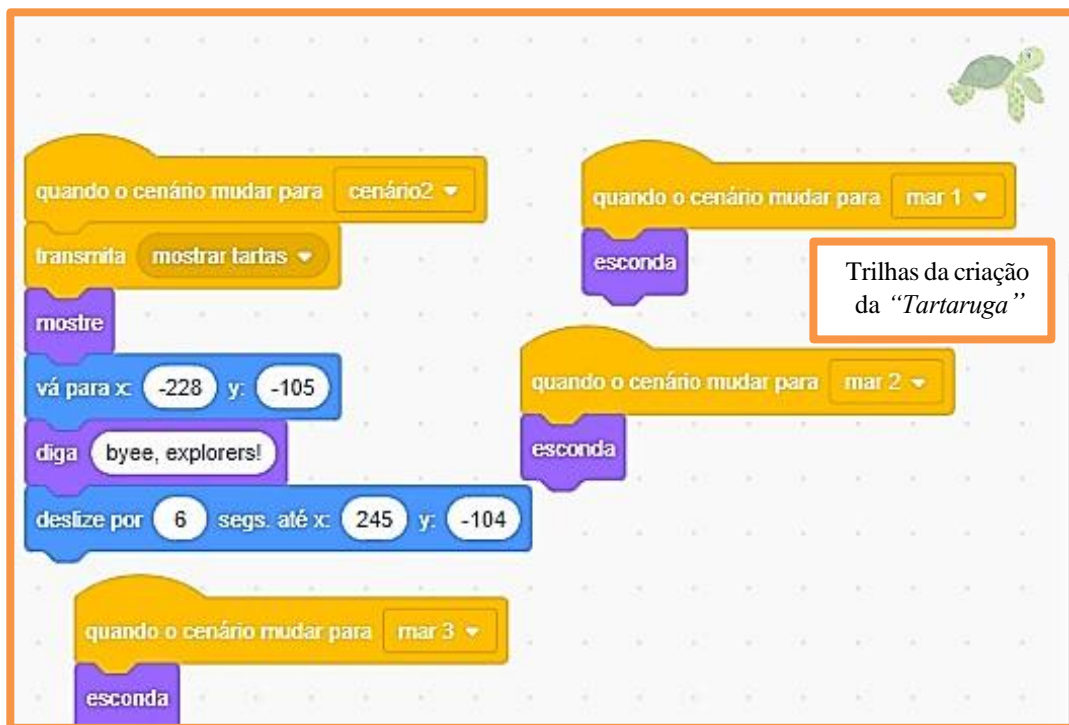 quando o cenário mudar para cenário2
transmita mostrar tartas
mostre
vá para x: -228 y: -105
diga byee, explorers!
deslize por 6 segs. até x: 245 y: -104
quando o cenário mudar para mar 1
esconda
Trilhas da criação
da “Tartaruga”
quando o cenário mudar para mar 2
esconda
quando o cenário mudar para mar 3
esconda